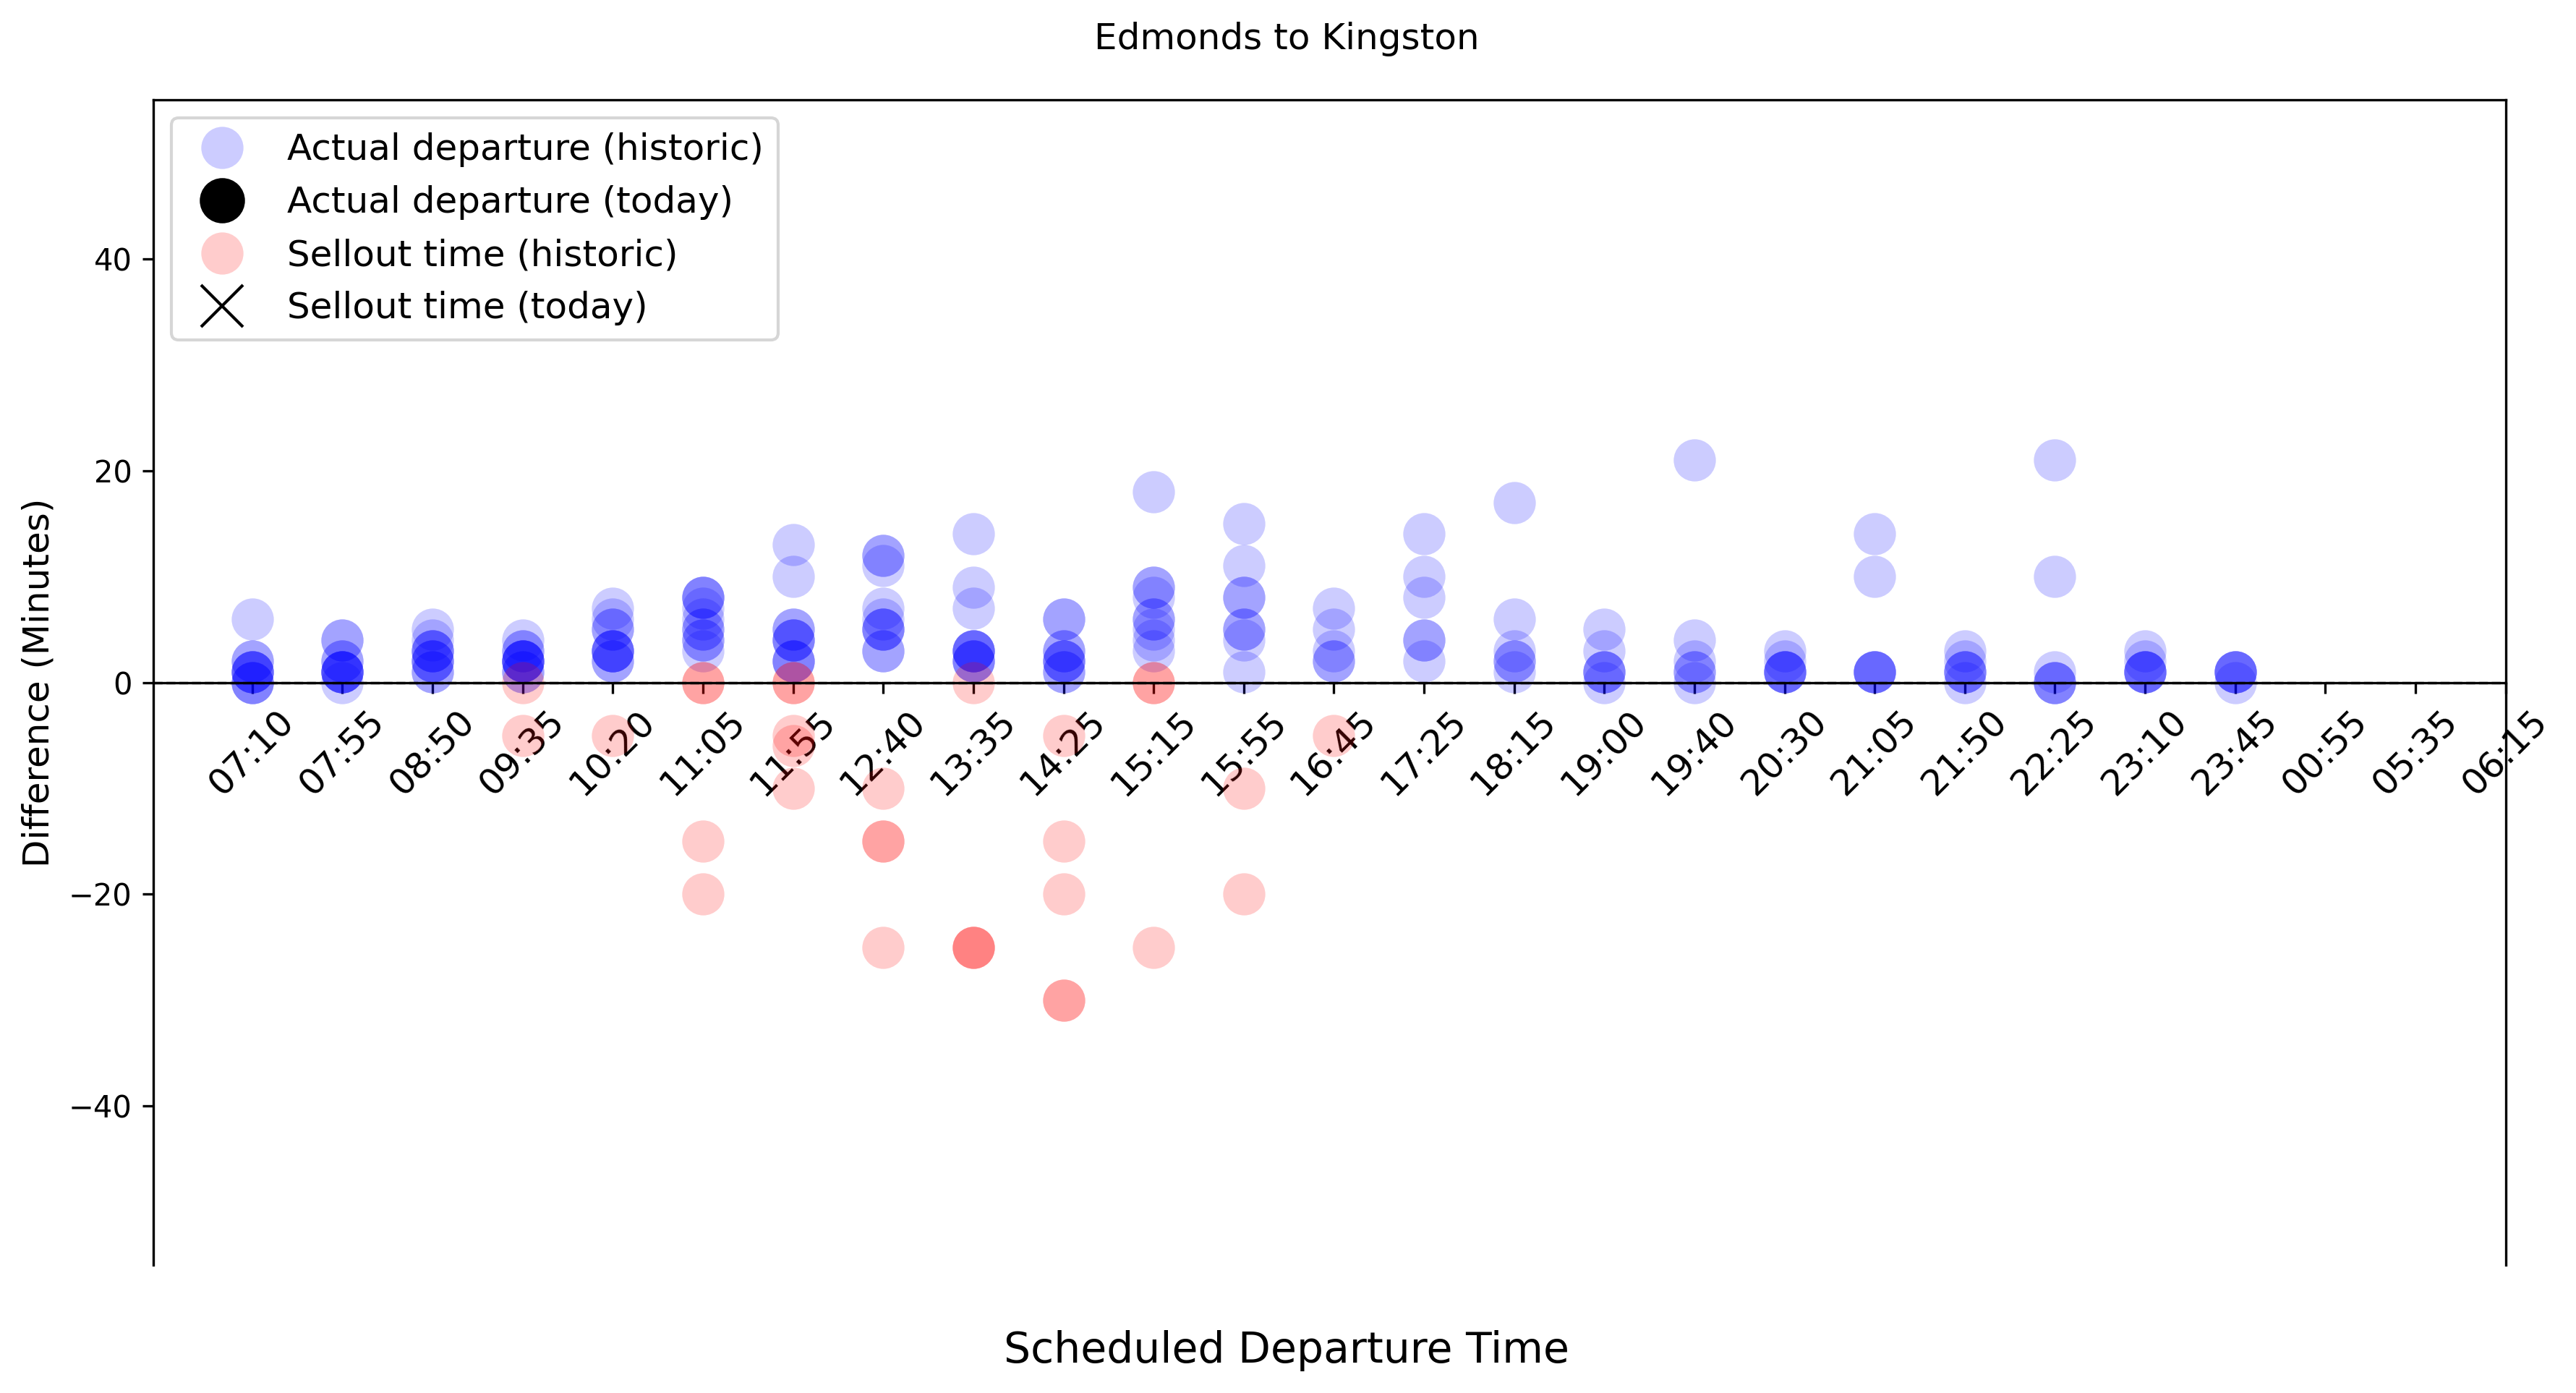 Edmonds to Kingston
Actual departure (historic)
Actual departure (today)
Sellout time (historic)
Sellout time (today)
Difference (Minutes)
40
20
0
−20
−40
07:10 07:55 08:50 09:35 10:20 11:05 11:55 12:40 13:35 14:25 15:15 15:55 16:45 17:25 18:15 19:00 19:40 20:30 21:05 21:50 22:25 23:10 23:45 00:55 05:35 06:15
Scheduled Departure Time